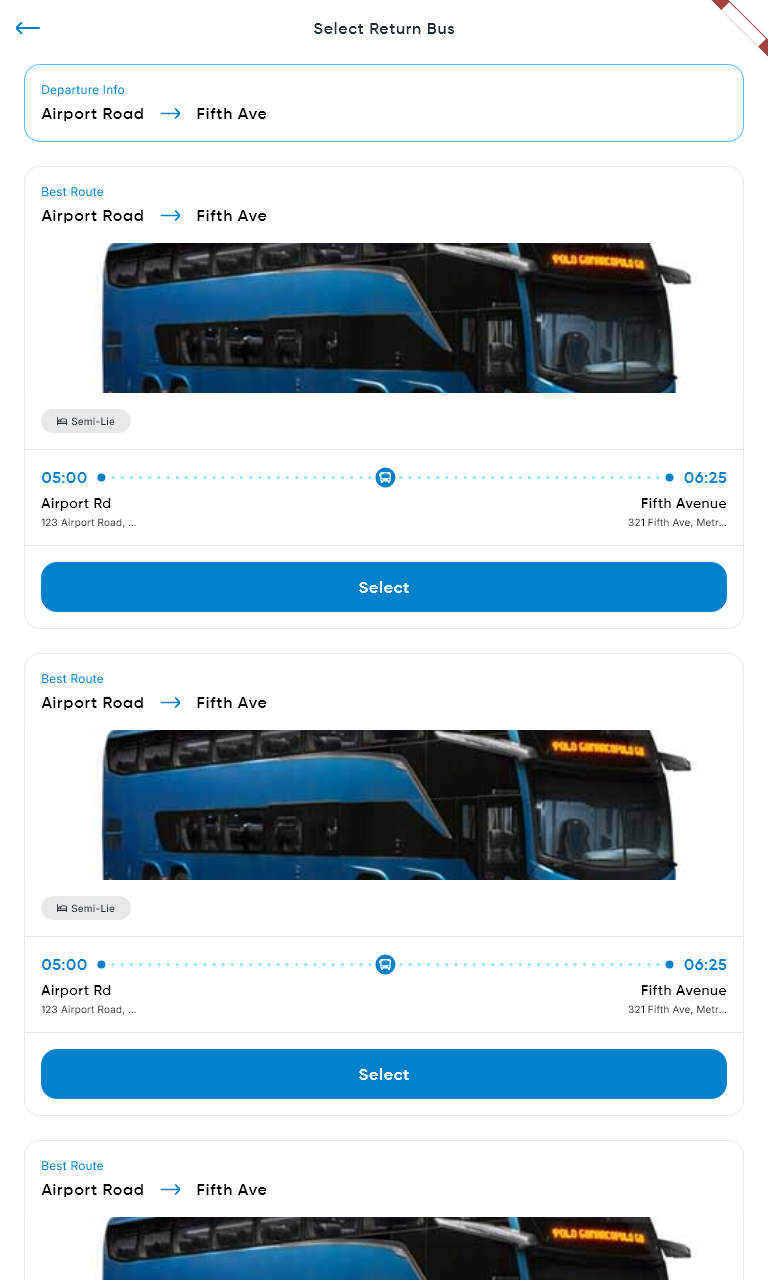 Select Return Bus
Departure Info
Airport Road Fifth Ave
Best Route
Airport Road Fifth Ave
Semi-Lie
05:00 06:25
Airport Rd Fifth Avenue
123 Airport Road, ... 321 Fifth Ave, Metr...
Select
Best Route
Airport Road Fifth Ave
Semi-Lie
05:00 06:25
Airport Rd Fifth Avenue
123 Airport Road, ... 321 Fifth Ave, Metr...
Select
Best Route
Airport Road Fifth Ave